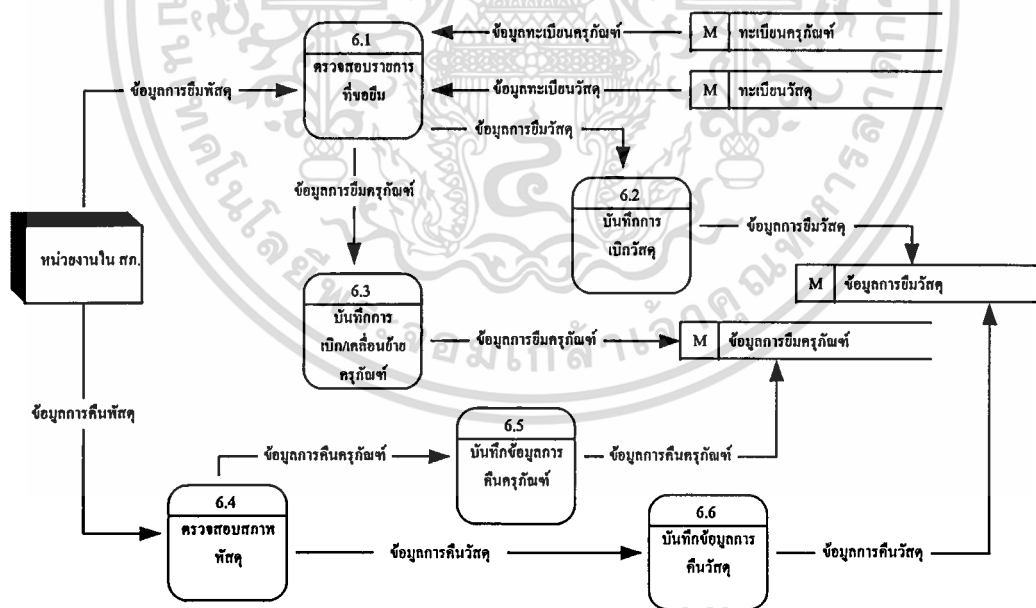 6.1
ตรวจสอบรายการ
ที่ขอยืม
ข้อมูลทะเบียนครุภัณฑ์
M ทะเบียนครุภัณฑ์
ข้อมูลการยืมพัสดุ
ข้อมูลทะเบียนวัสดุ
M ทะเบียนวัสดุ
ข้อมูลการยืมวัสดุ
ข้อมูลการยืมครุภัณฑ์
6.2
บันทึกการ
เบิกวัสดุ
ข้อมูลการยืมวัสดุ
หน่วยงานใน สก.
M ข้อมูลการยืมวัสดุ
6.3
บันทึกการ
เบิก/เคลื่อนย้าย
ครุภัณฑ์
ข้อมูลการยืมครุภัณฑ์
M ข้อมูลการยืมครุภัณฑ์
ข้อมูลการคืนพัสดุ
ข้อมูลการคืนครุภัณฑ์
6.5
บันทึกข้อมูลการ
คืนครุภัณฑ์
ข้อมูลการคืนครุภัณฑ์
6.4
ตรวจสอบสภาพ
พัสดุ
ข้อมูลการคืนวัสดุ
6.6
บันทึกข้อมูลการ
คืนวัสดุ
ข้อมูลการคืนวัสดุ